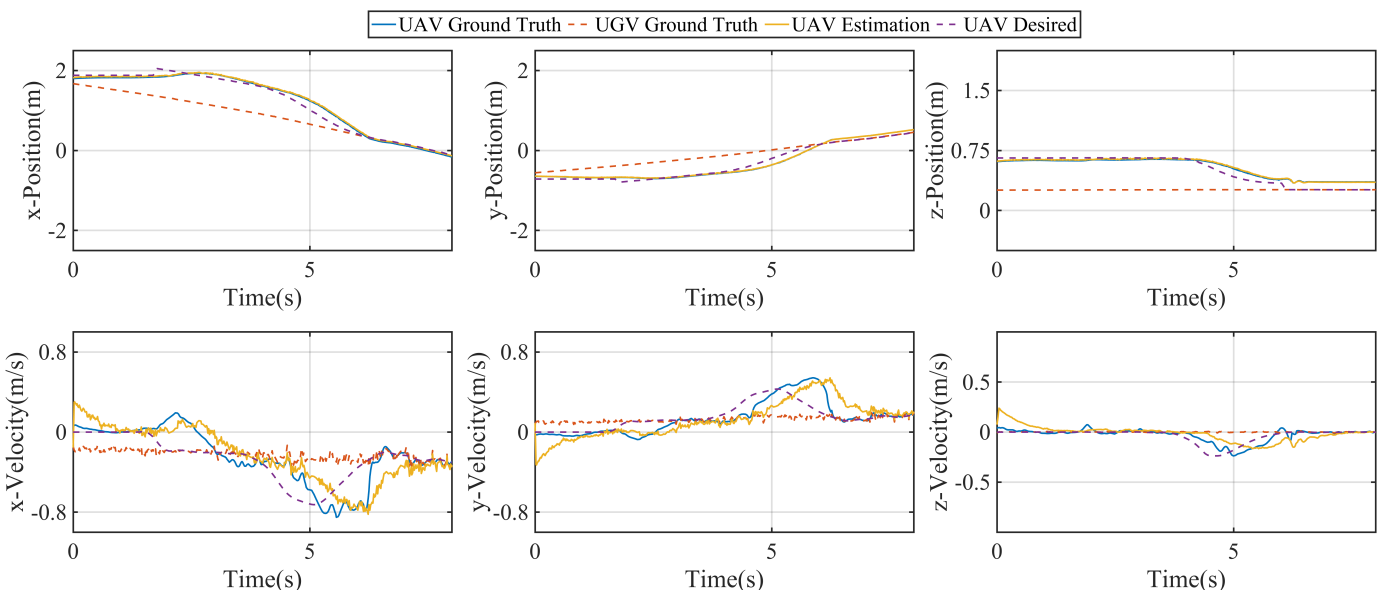 UAV Ground Truth UGV Ground Truth UAV Estimation UAV Desired
x-Position(m)
2
0
-2
0
5
Time(s)
y-Position(m)
2
0
-2
0
5
Time(s)
z-Position(m)
1.5
0.75
0
0
5
Time(s)
x-Velocity(m/s)
0.8
0
-0.8
0
5
Time(s)
y-Velocity(m/s)
0.8
0
-0.8
0
5
Time(s)
z-Velocity(m/s)
0.5
0
-0.5
0
5
Time(s)